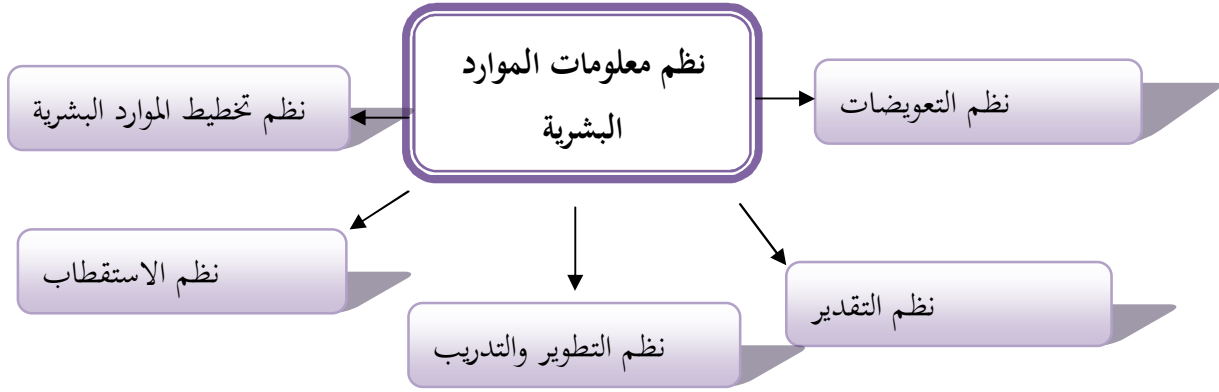 نظم معلومات الموارد
البشرية
نظم التعويضات
نظم تخطيط الموارد البشرية
نظم الاستقطاب
نظم التقدير
نظم التطوير والتدريب